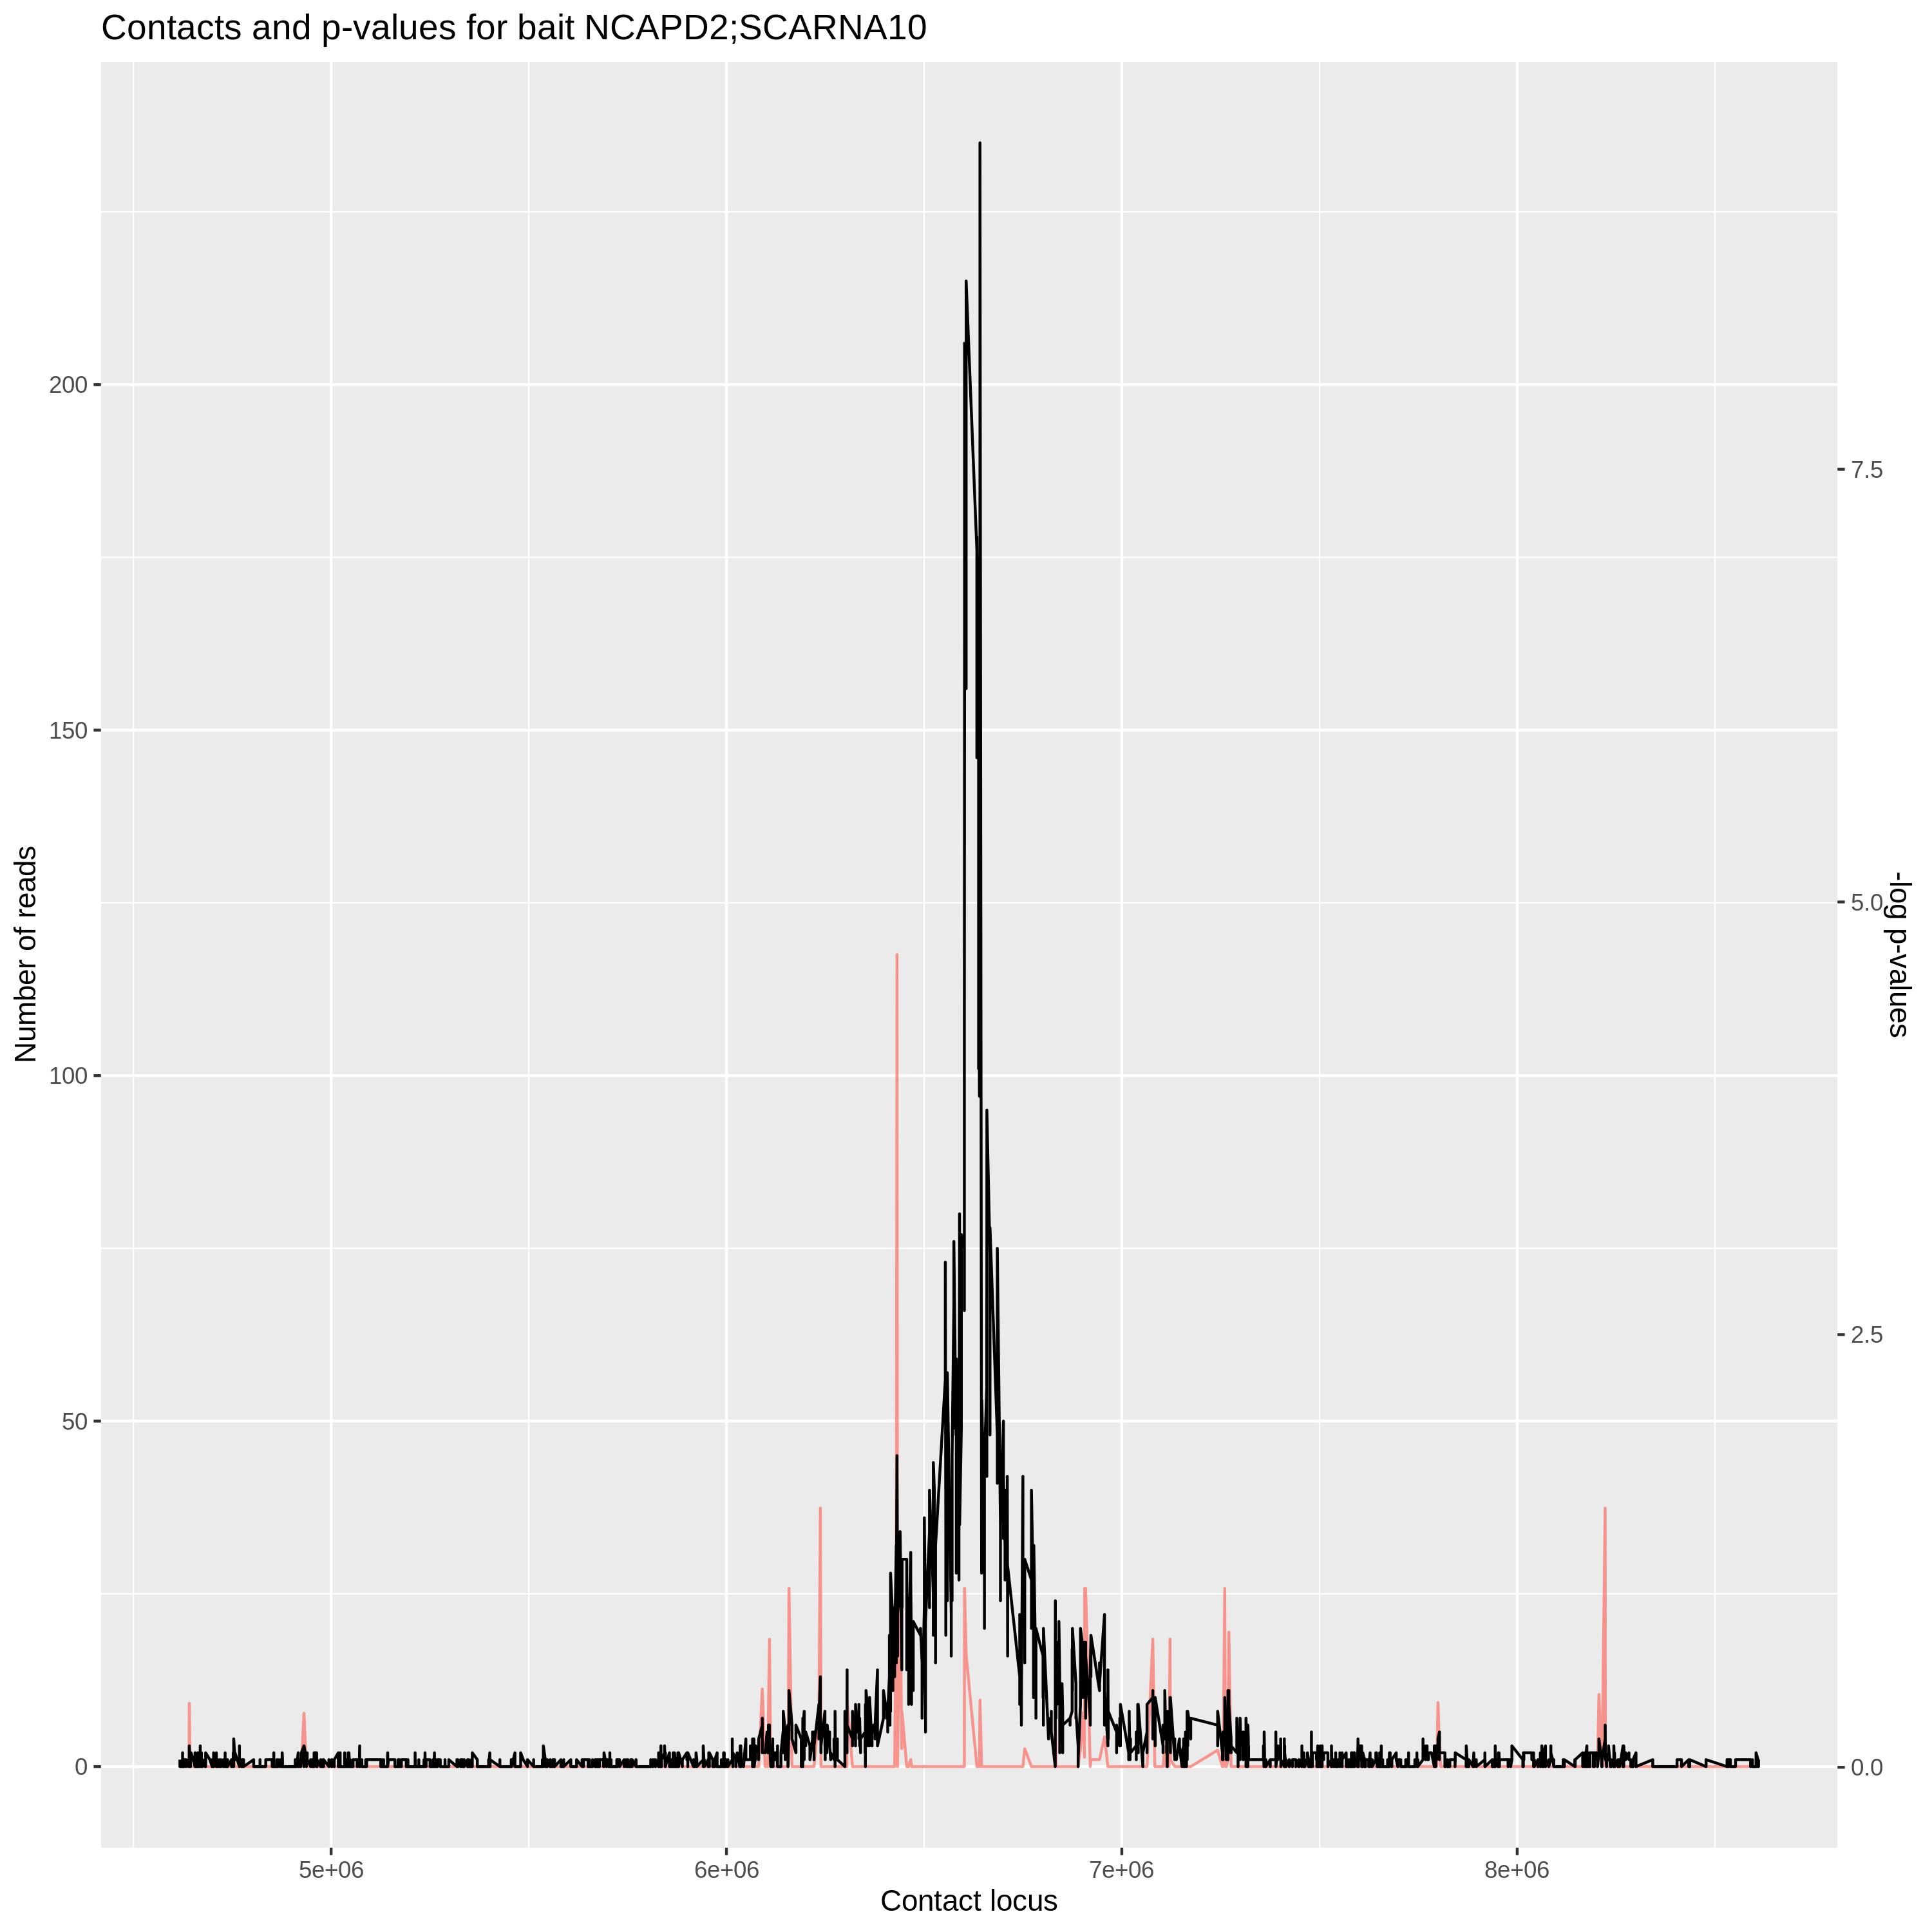 Contacts and p-values for bait NCAPD2;SCARNA10
Number of reads
200
150
100
50
0
7.5
5.0
2.5
0.0
-log p-values
5e+06
6e+06
7e+06
8e+06
Contact locus